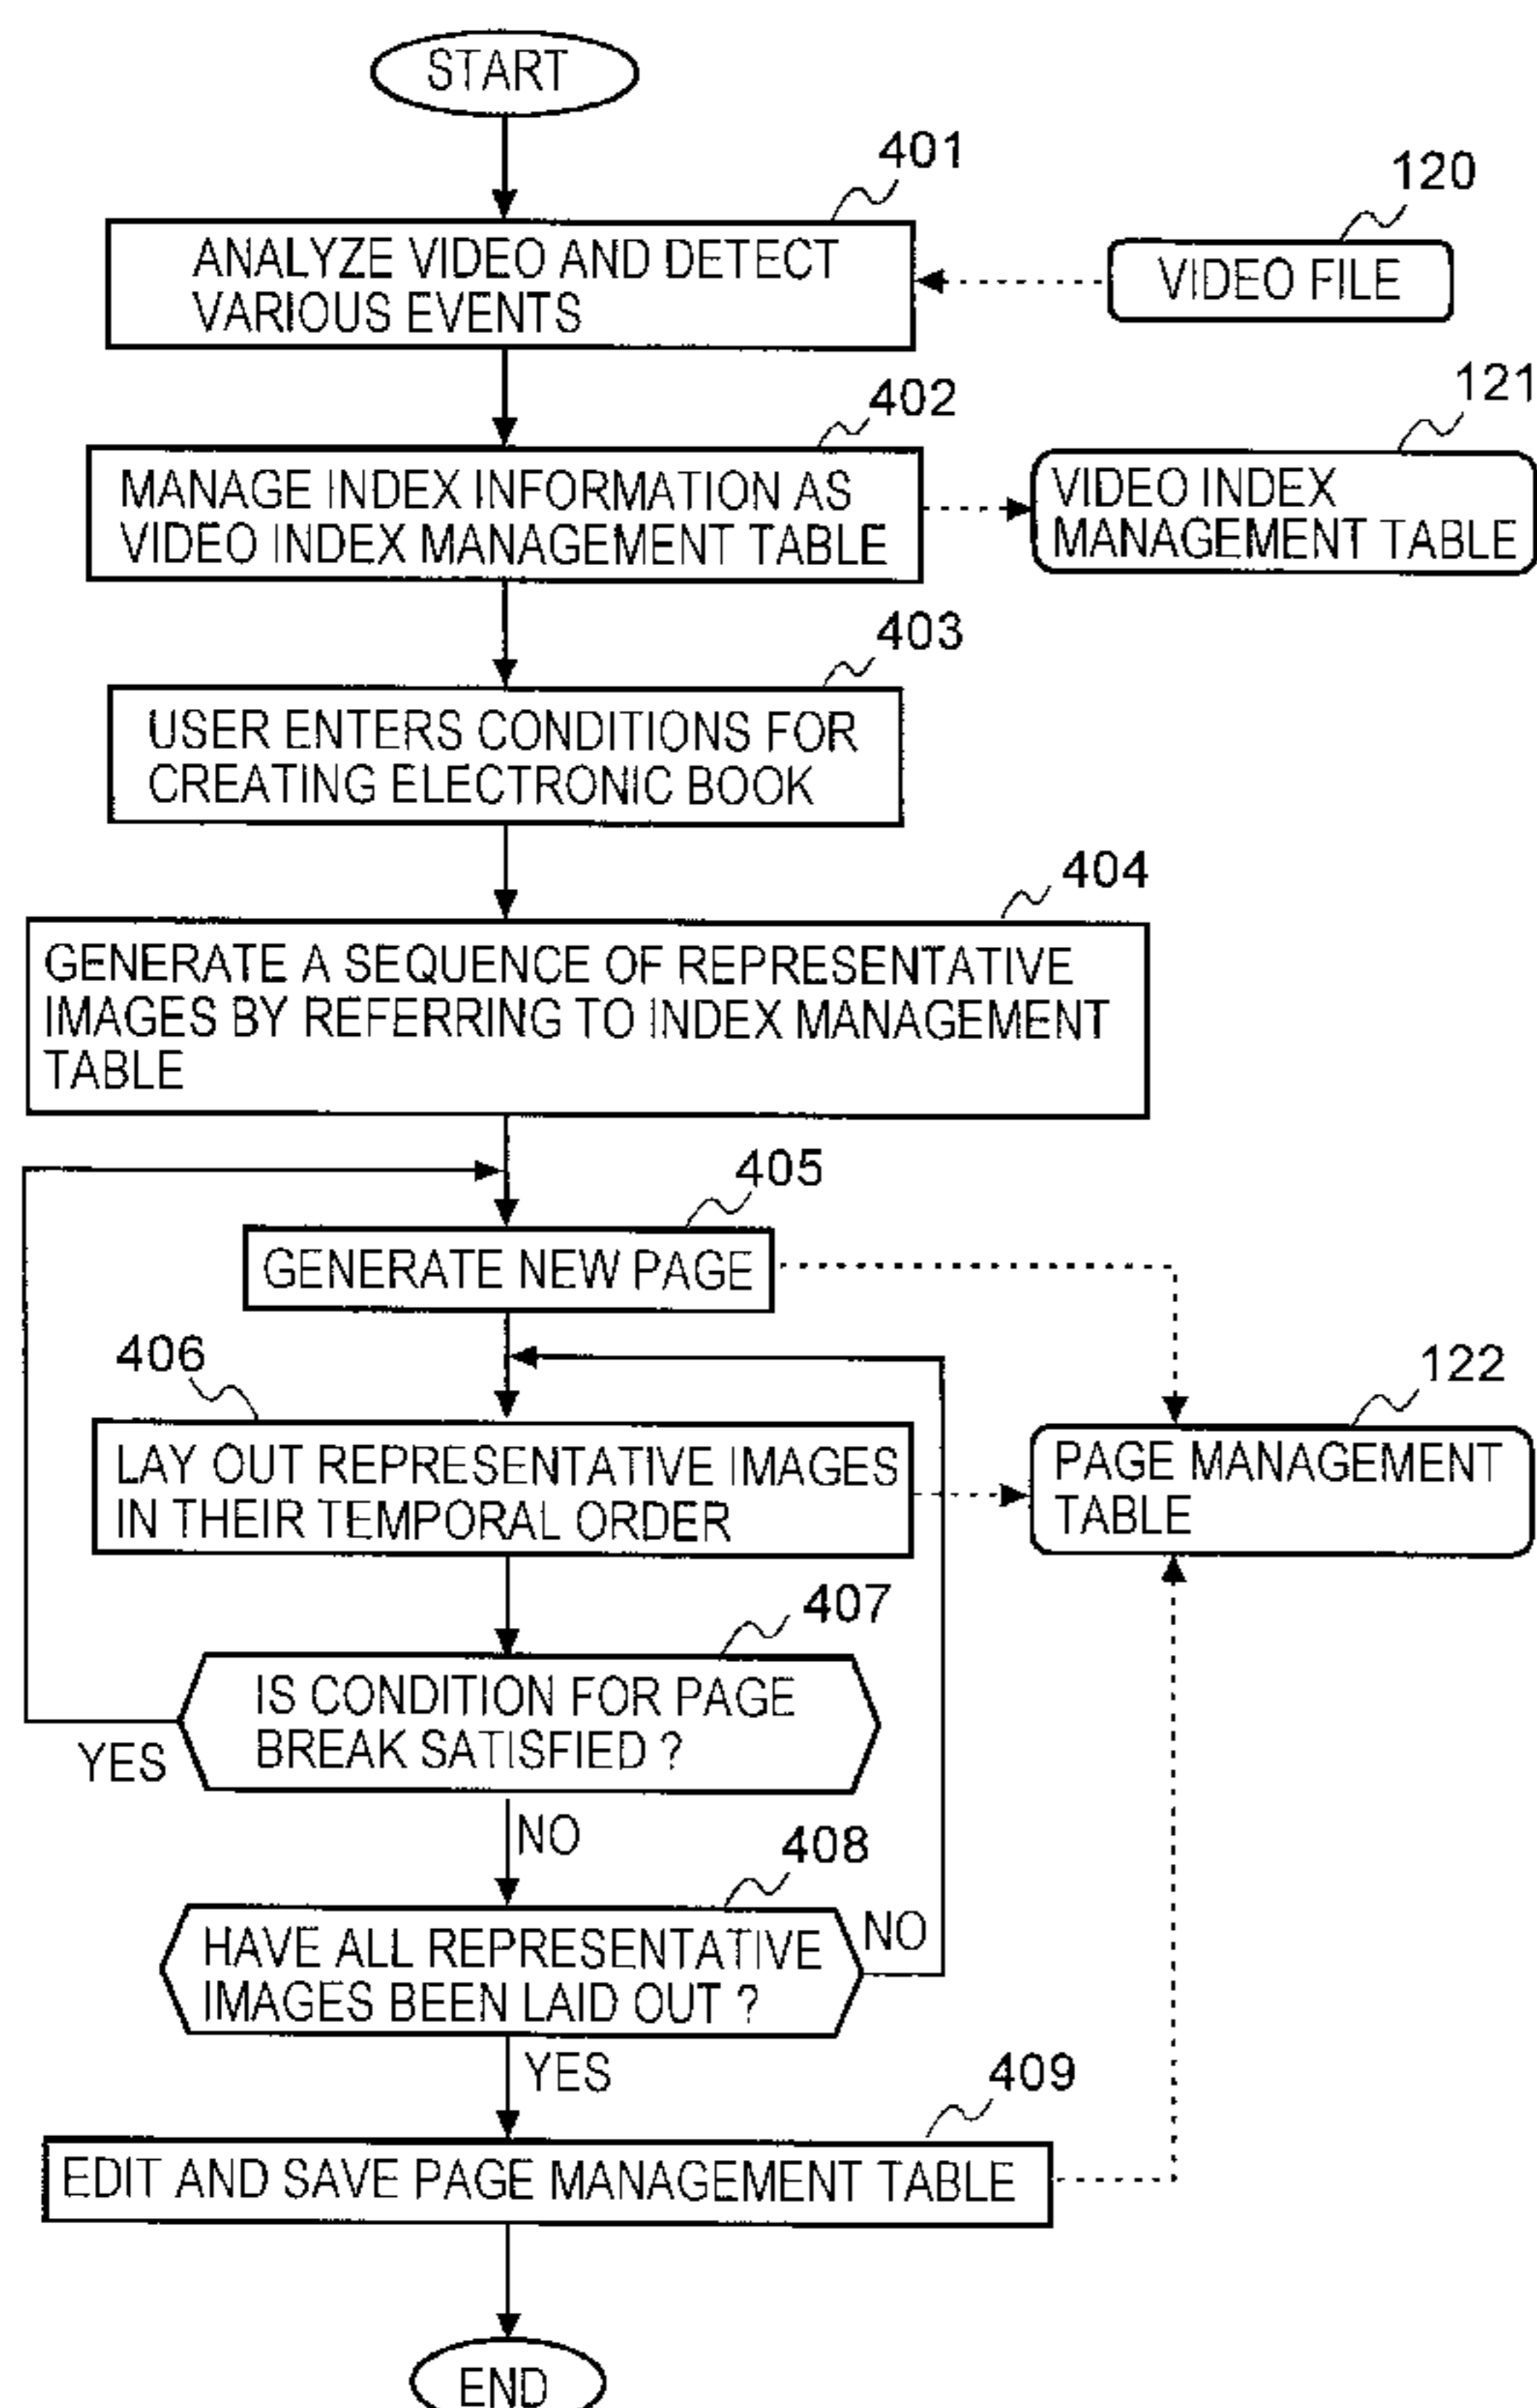 START
401
120
ANALYZE VIDEO AND DETECT
VARIOUS EVENTS
VIDEO FILE
402
121
MANAGE INDEX INFORMATION AS
VIDEO INDEX MANAGEMENT TABLE
VIDEO INDEX
MANAGEMENT TABLE
403
USER ENTERS CONDITIONS FOR
CREATING ELECTRONIC BOOK
404
GENERATE A SEQUENCE OF REPRESENTATIVE
IMAGES BY REFERRING TO INDEX MANAGEMENT
TABLE
405
GENERATE NEW PAGE
406
122
LAY OUT REPRESENTATIVE IMAGES
IN THEIR TEMPORAL ORDER
PAGE MANAGEMENT
TABLE
407
IS CONDITION FOR PAGE
BREAK SATISFIED ?
YES
NO
408
HAVE ALL REPRESENTATIVE
IMAGES BEEN LAID OUT ?
NO
YES
409
EDIT AND SAVE PAGE MANAGEMENT TABLE
END